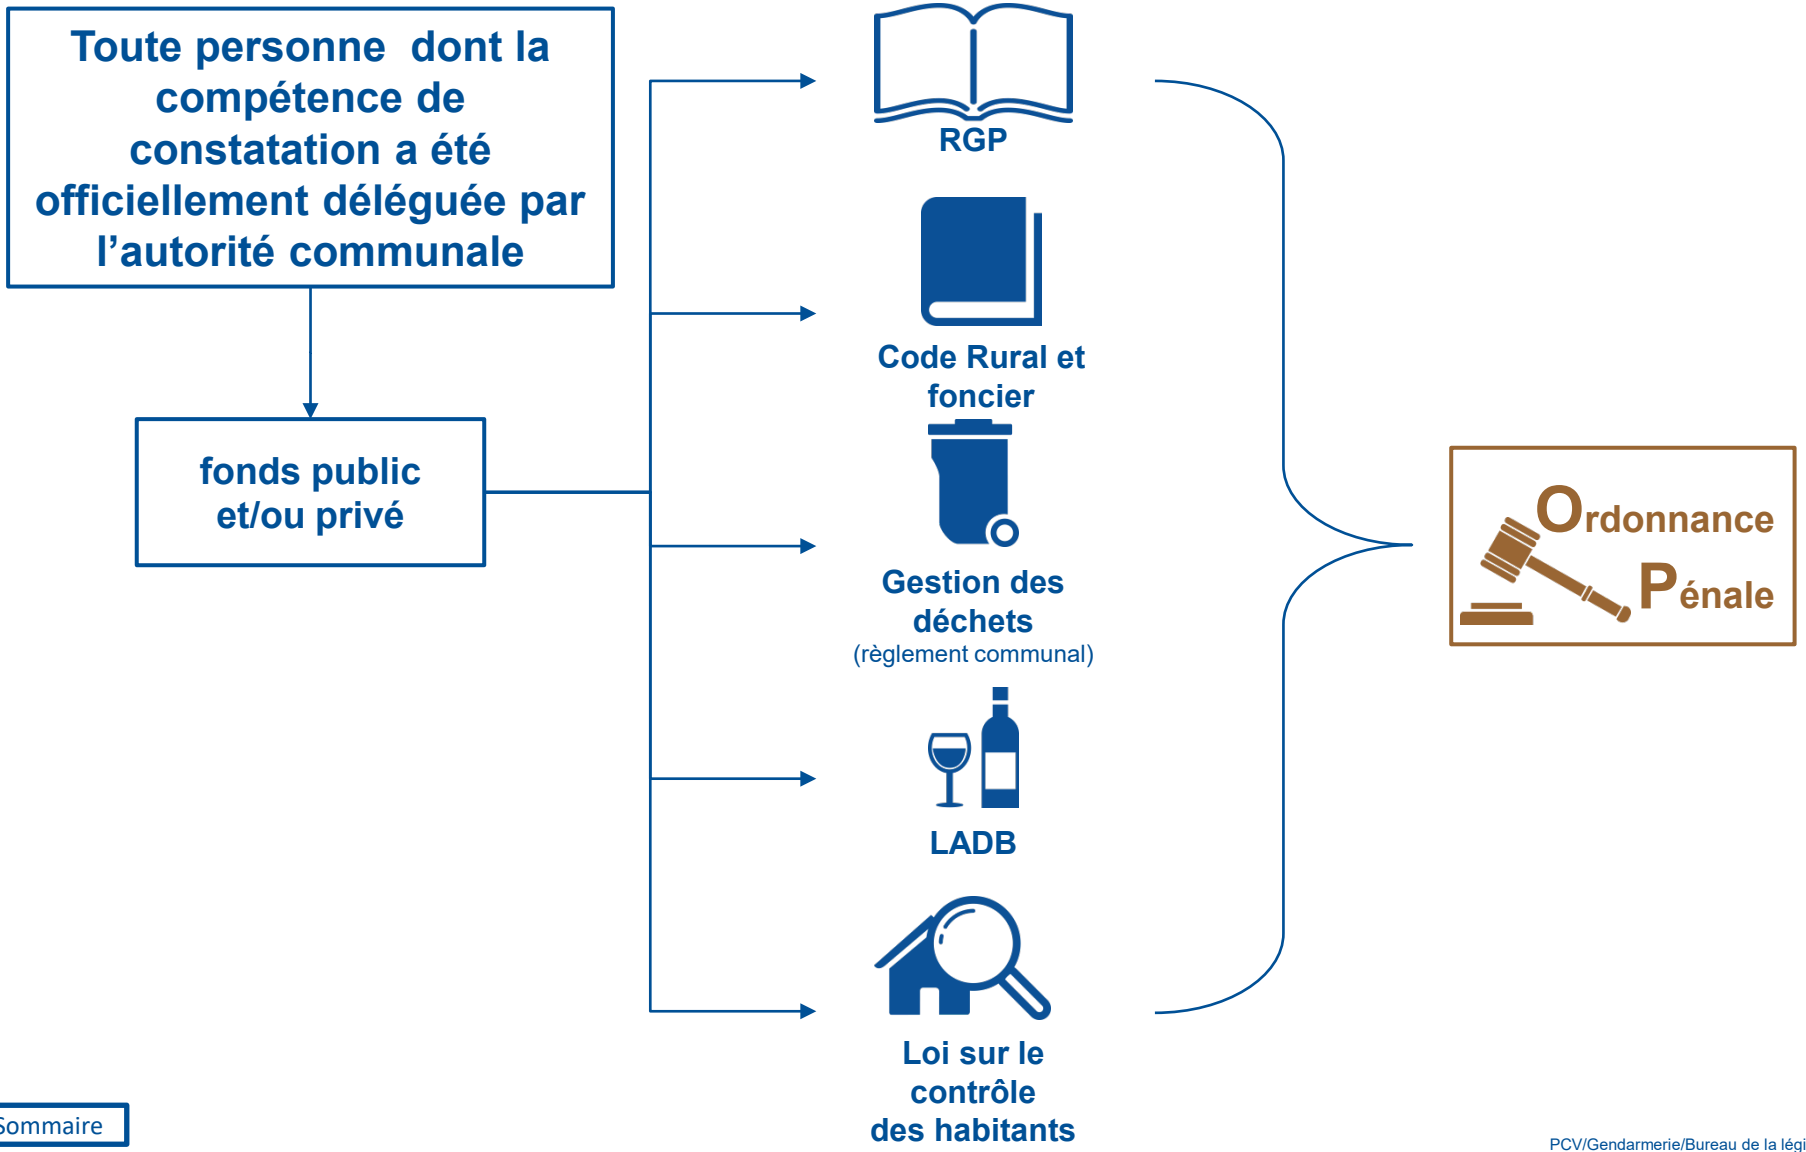 Toute personne dont la
compétence de
constatation a été
officiellement déléguée par
l’autorité communale
fonds public
et/ou privé
RGP
Code Rural et
foncier
Gestion des
déchets
(règlement communal)
LADB
Loi sur le
contrôle
des habitants
Ordonnance
Pénale
Sommaire
PCV/Gendarmerie/Bureau de la légi